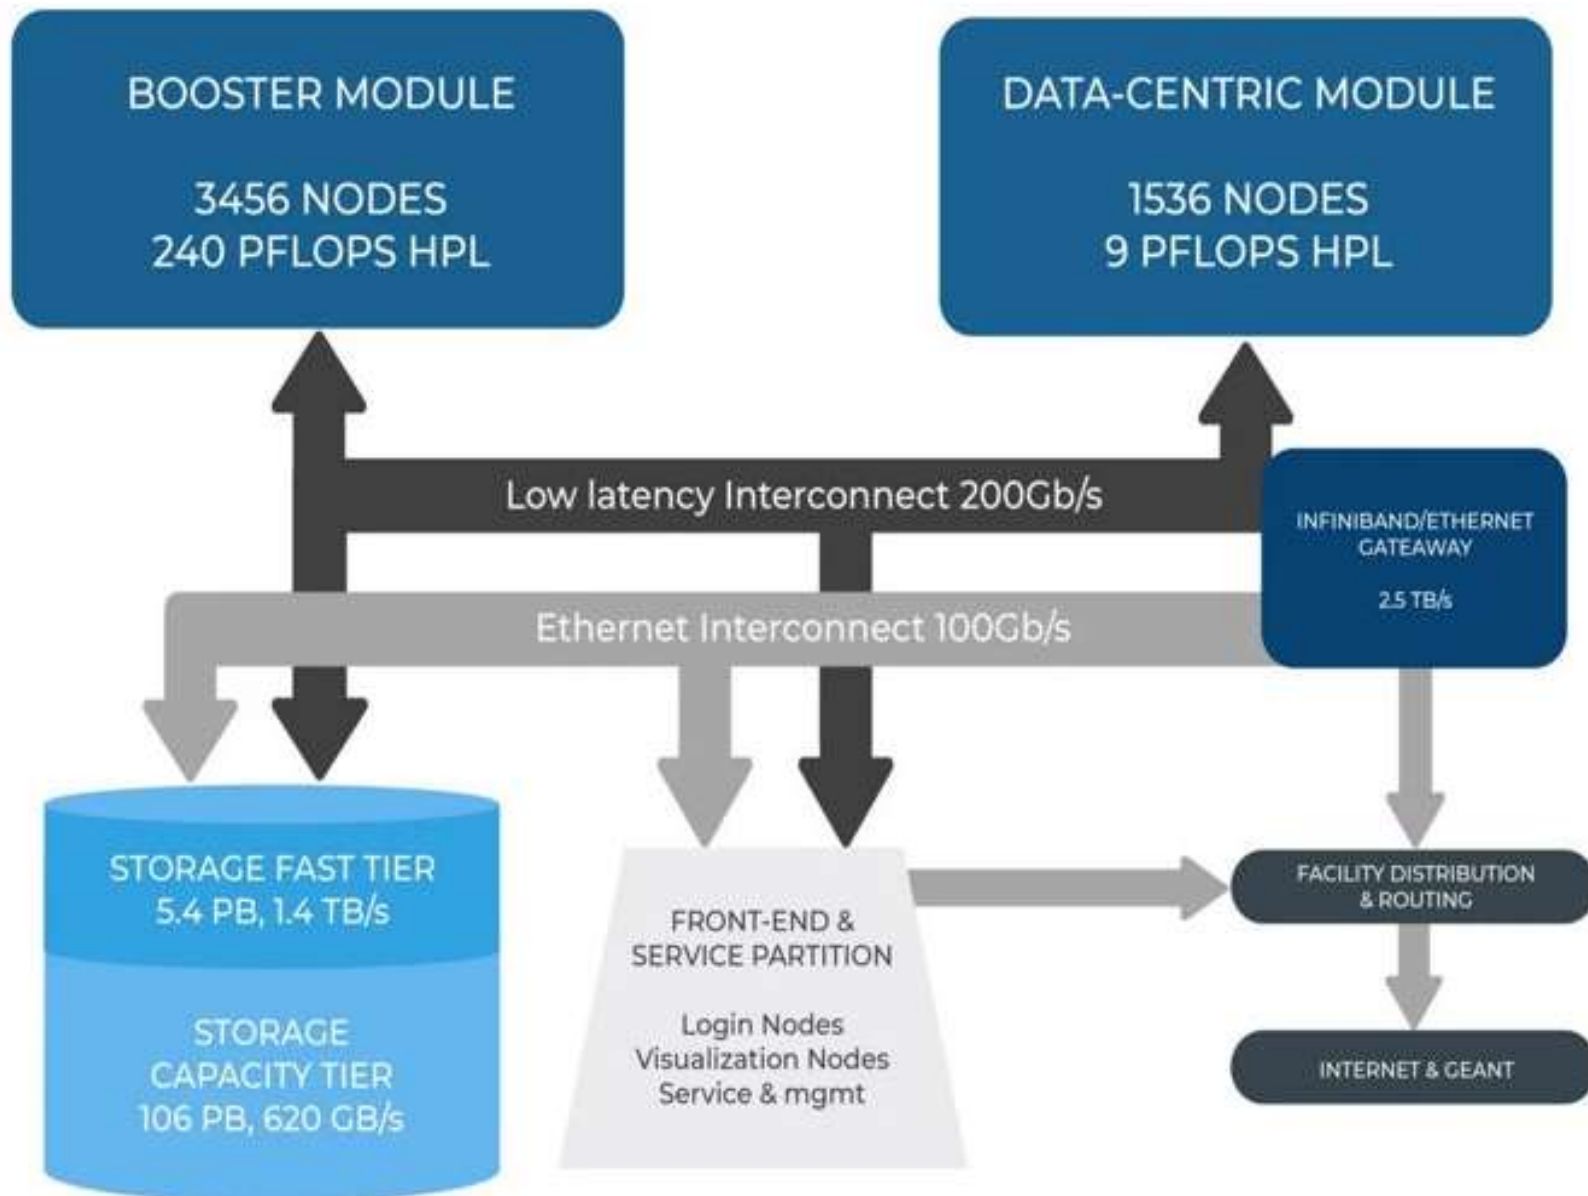 BOOSTER MODULE
3456 NODES
240 PFLOPS HPL
DATA-CENTRIC MODULE
1536 NODES
9 PFLOPS HPL
Low latency Interconnect 200Gb/s
INFINIBAND/ETHERNET
GATEAWAY
2.5 TB/s
Ethernet Interconnect 100Gb/s
STORAGE FAST TIER
5.4 PB, 1.4 TB/s
STORAGE
CAPACITY TIER
106 PB, 620 GB/s
FRONT-END &
SERVICE PARTITION
Login Nodes
Visualization Nodes
Service & mgmt
FACILITY DISTRIBUTION
& ROUTING
INTERNET & GEANT